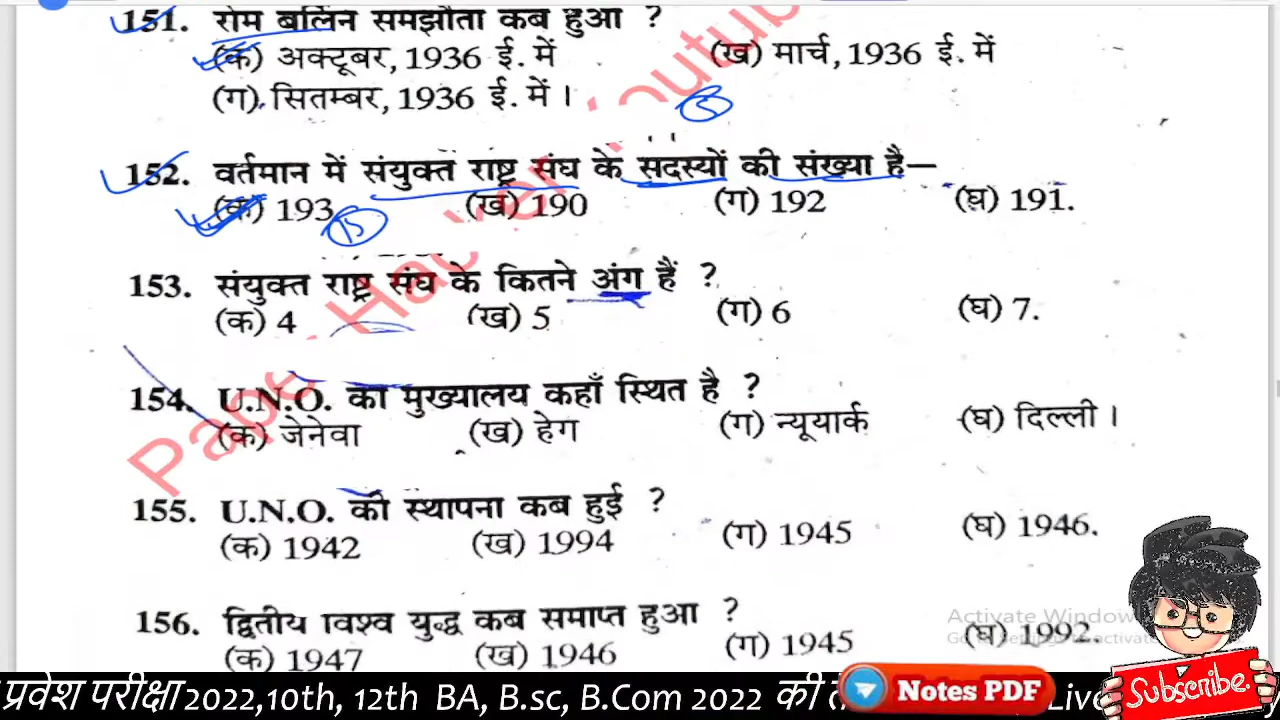 151. रोम बर्लिन समझौता कब हुआ ?
(क) अक्टूबर, 1936 ई. में (ख) मार्च, 1936 ई. में
(ग) सितम्बर, 1936 ई. में ।
152. वर्तमान में संयुक्त राष्ट्र संघ के सदस्यों की संख्या है—
(क) 193 (ख) 190 (ग) 192 (घ) 191.
153. संयुक्त राष्ट्र संघ के कितने अंग हैं ?
(क) 4 (ख) 5 (ग) 6 (घ) 7.
154. U.N.O. का मुख्यालय कहाँ स्थित है ?
(क) जेनेवा (ख) हेग (ग) न्यूयार्क (घ) दिल्ली ।
155. U.N.O. की स्थापना कब हुई ?
(क) 1942 (ख) 1994 (ग) 1945 (घ) 1946.
156. द्वितीय विश्व युद्ध कब समाप्त हुआ ?
(क) 1947 (ख) 1946 (ग) 1945 (घ) 1992.
Activate Window
प्रवेश परीक्षा 2022,10th, 12th BA, B.sc, B.Com 2022 की Notes PDF Live Subscribe